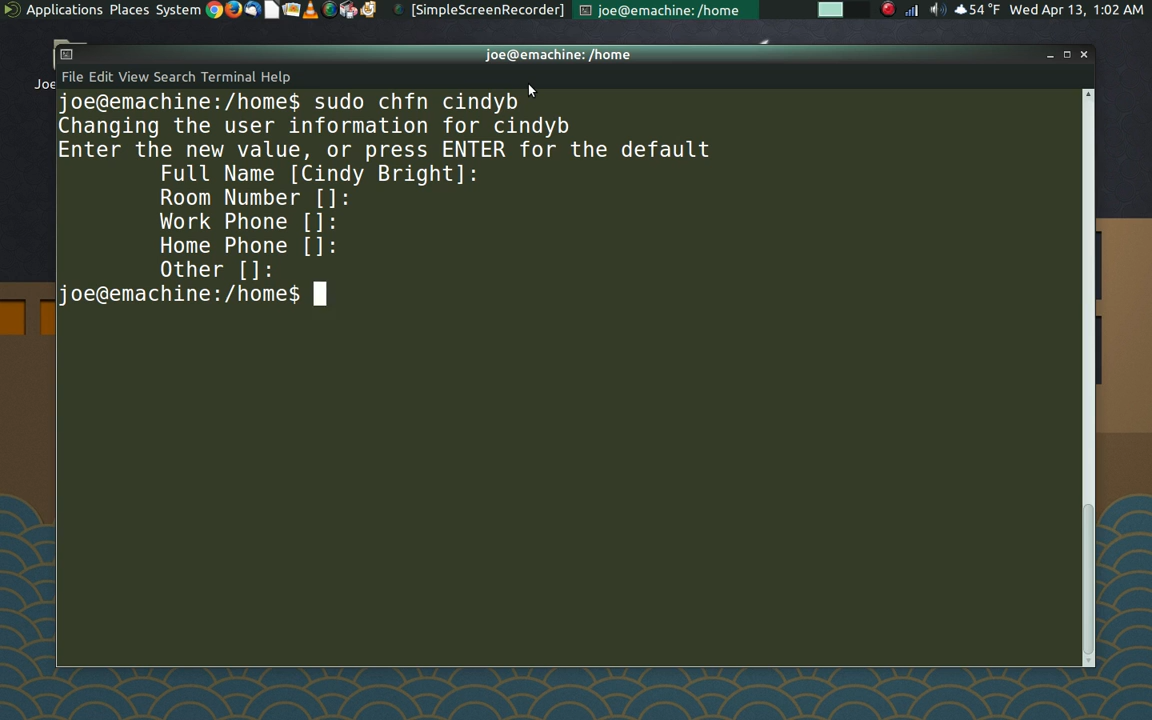 Applications Places System [SimpleScreenRecorder] joe@emachine: /home 54 °F Wed Apr 13, 1:02 AM
Joe
joe@emachine: /home
File Edit View Search Terminal Help
joe@emachine:/home$ sudo chfn cindyb
Changing the user information for cindyb
Enter the new value, or press ENTER for the default
Full Name [Cindy Bright]:
Room Number []:
Work Phone []:
Home Phone []:
Other []:
joe@emachine:/home$